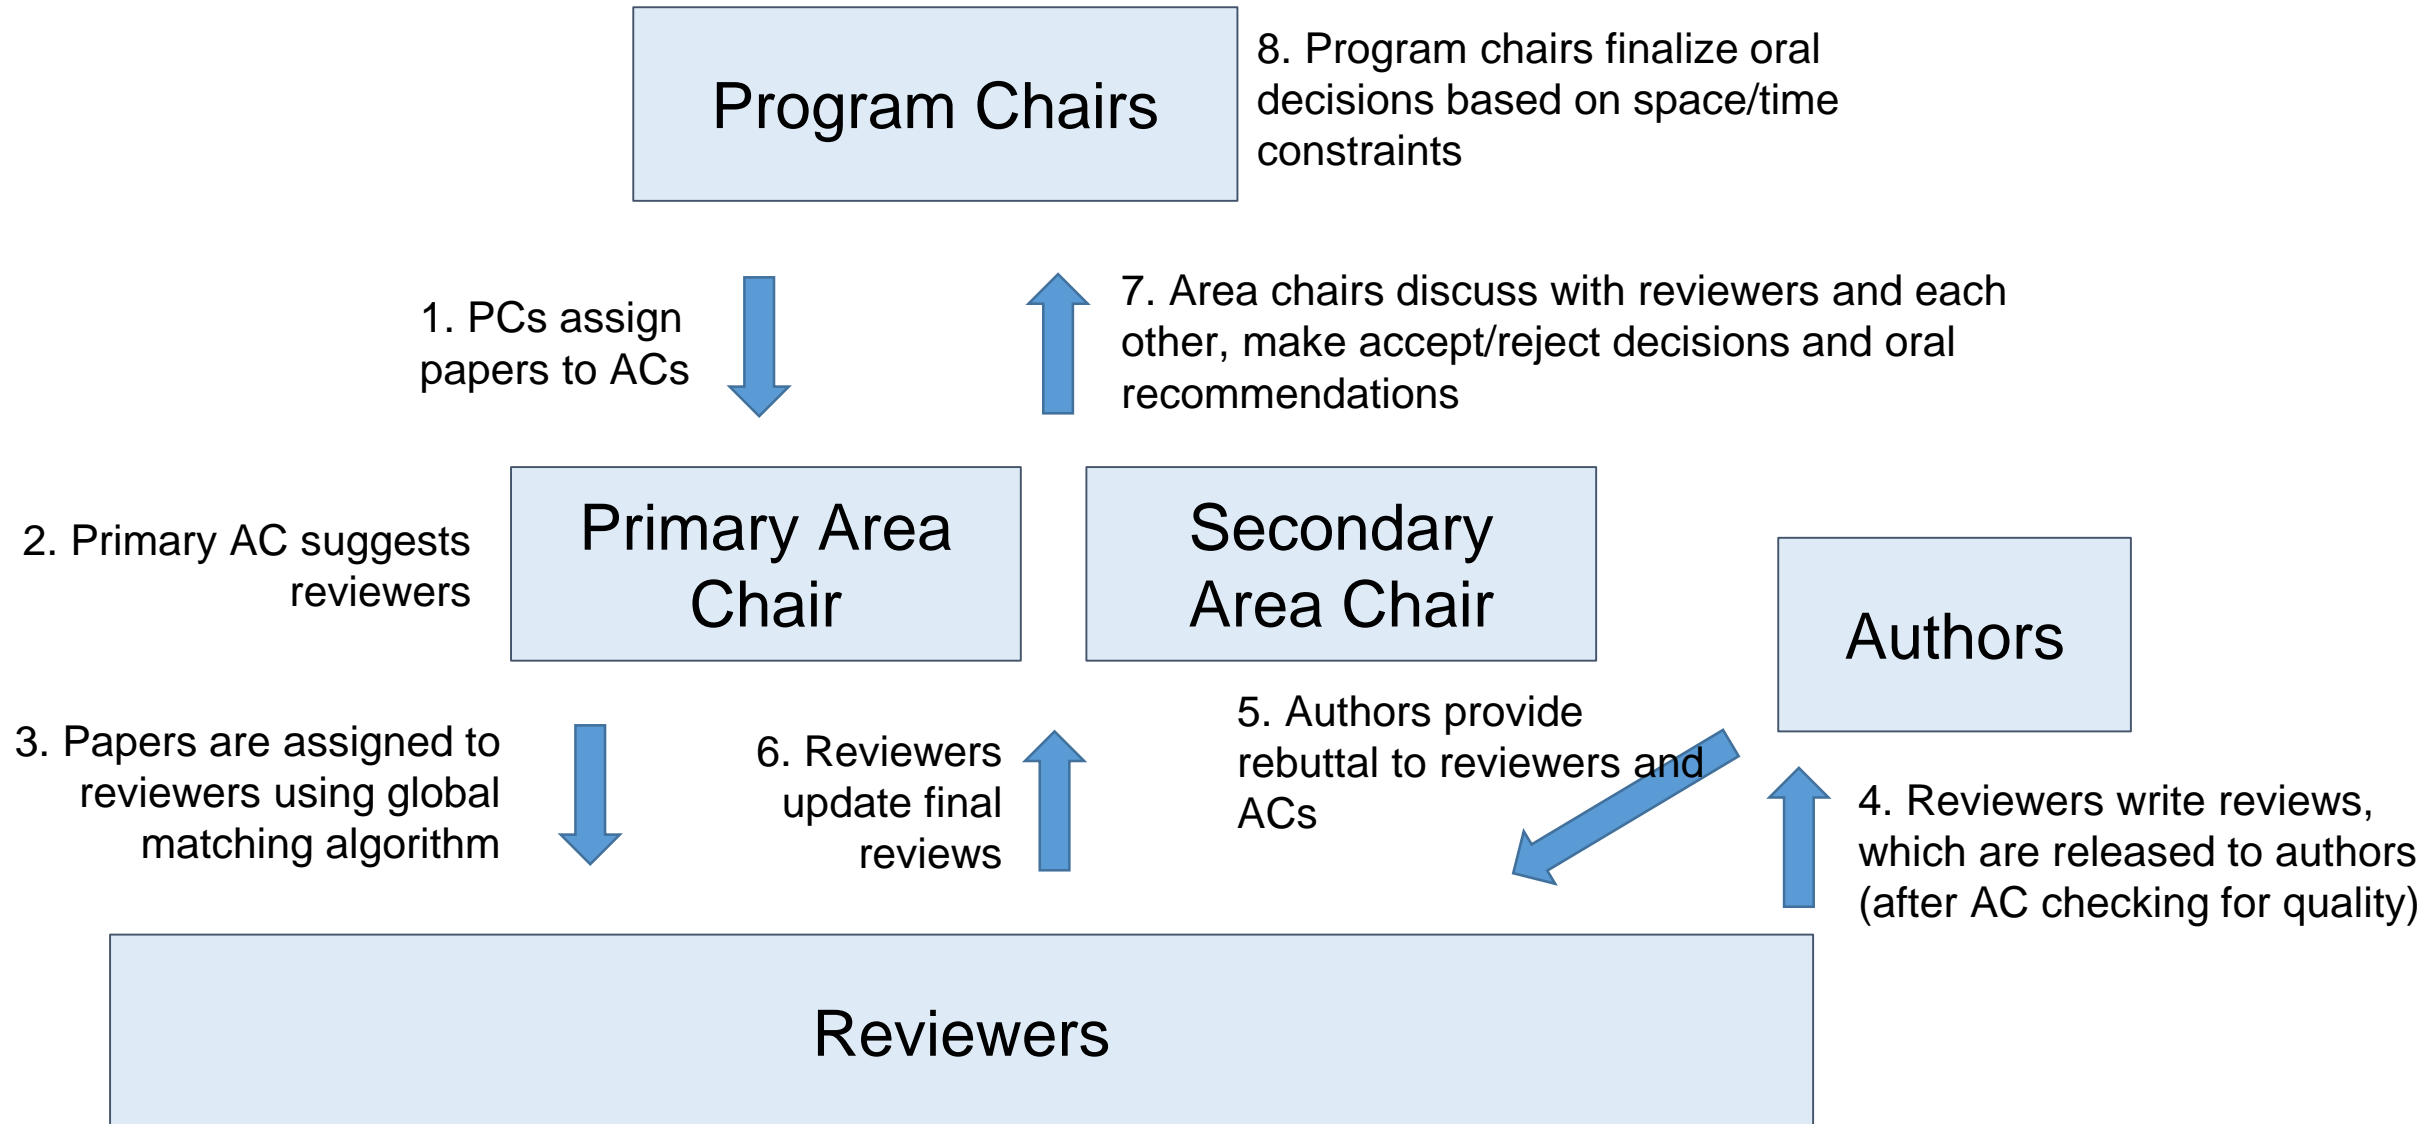 Program Chairs
8. Program chairs finalize oral
decisions based on space/time
constraints
1. PCs assign
papers to ACs
7. Area chairs discuss with reviewers and each
other, make accept/reject decisions and oral
recommendations
2. Primary AC suggests
reviewers
Primary Area
Chair
Secondary
Area Chair
Authors
3. Papers are assigned to
reviewers using global
matching algorithm
6. Reviewers
update final
reviews
5. Authors provide
rebuttal to reviewers and
ACs
4. Reviewers write reviews,
which are released to authors
(after AC checking for quality)
Reviewers